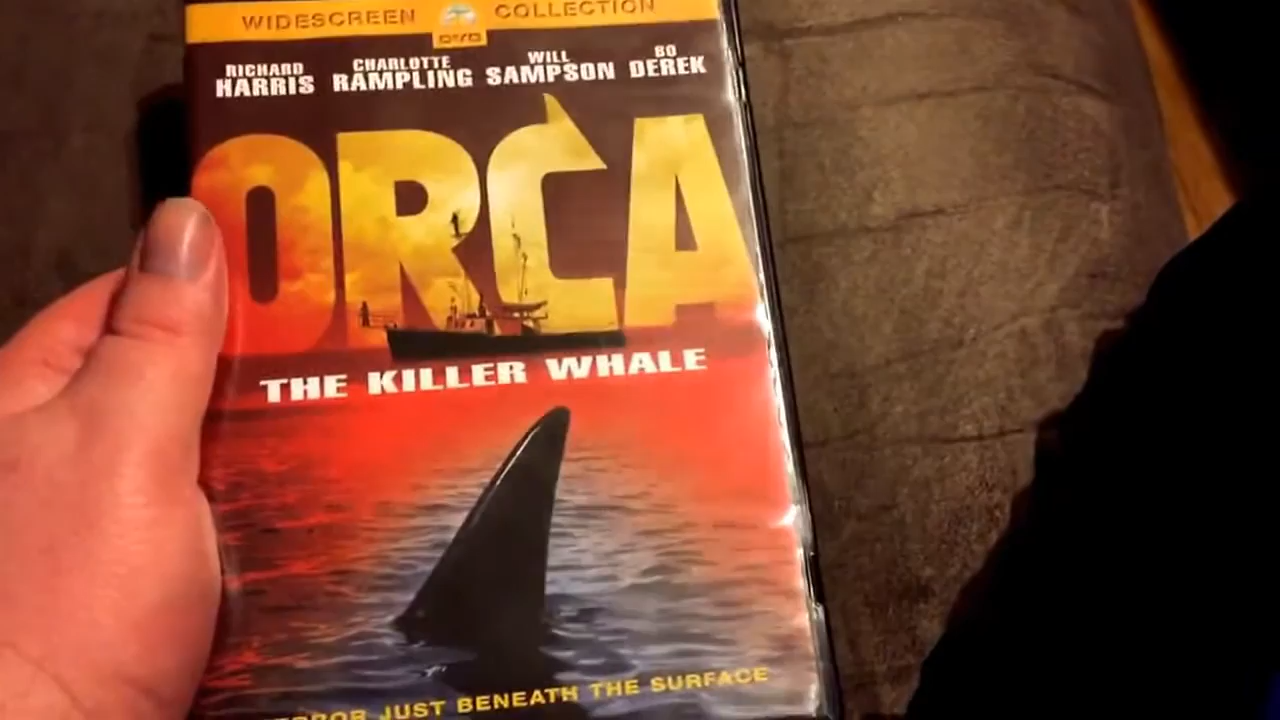 WIDESCREEN COLLECTION
DVD
RICHARD HARRIS CHARLOTTE RAMPLING WILL SAMPSON BO DEREK
ORCA
THE KILLER WHALE
JUST BENEATH THE SURFACE